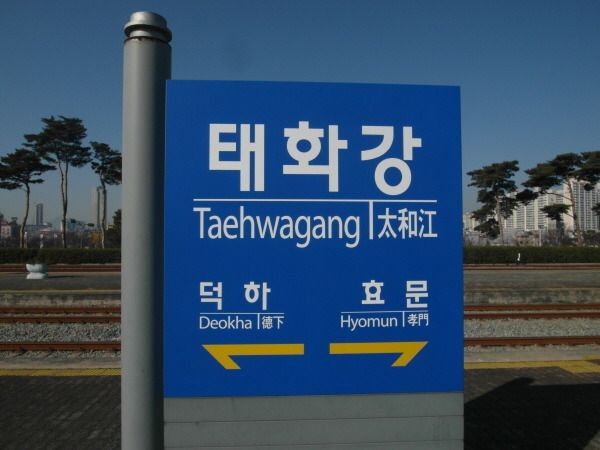 태화강
Taehwagang 太和江
덕하 효문
Deokha 德下 Hyomun 孝門